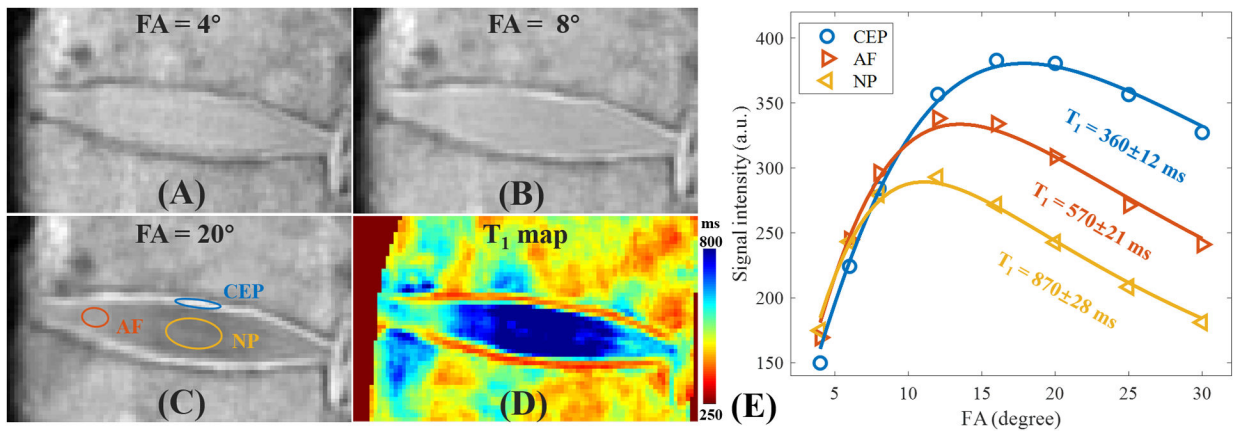 FA = 4°
(A)
FA = 8°
(B)
FA = 20°
CEP
AF
NP
(C)
T1 map
(D)
ms
800
250
(E)
Signal intensity (a.u.)
400
350
300
250
200
150
CEP
AF
NP
T1 = 360±12 ms
T1 = 570±21 ms
T1 = 870±28 ms
5 10 15 20 25 30
FA (degree)